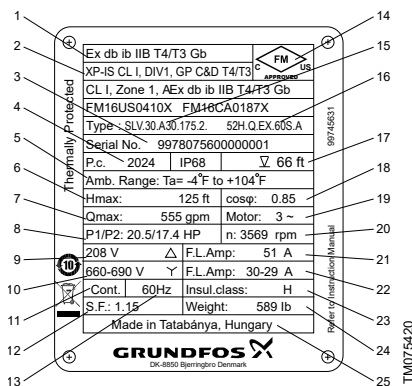 1
2
3
4
5
6
7
8
9
10
11
12
13
14
15
16
17
18
19
20
21
22
23
24
25
Ex db ib IIB T4/T3 Gb
XP-IS CL I, DIV1, GP C&D T4/T3
C FM US
APPROVED
CL I, Zone 1, AEx db ib IIB T4/T3 Gb
FM16US0410X FM16CA0187X
Type : SLV.30.A30.175.2. 52H.Q.EX.60S.A
Serial No. 9978075600000001
P.c. 2024 IP68 66 ft
Amb. Range: Ta= -4°F to +104°F
Hmax: 125 ft cosφ: 0.85
Qmax: 555 gpm Motor: 3 ~
P1/P2: 20.5/17.4 HP n: 3569 rpm
208 V △ F.L.Amp: 51 A
660-690 V Y F.L.Amp: 30-29 A
Cont. 60Hz Insul.class: H
S.F.: 1.15 Weight: 589 lb
Made in Tatabánya, Hungary
GRUNDFOS
DK-8850 Bjerringbro Denmark
Thermally Protected
10
99745631
Refer to Instruction Manual
TM075420